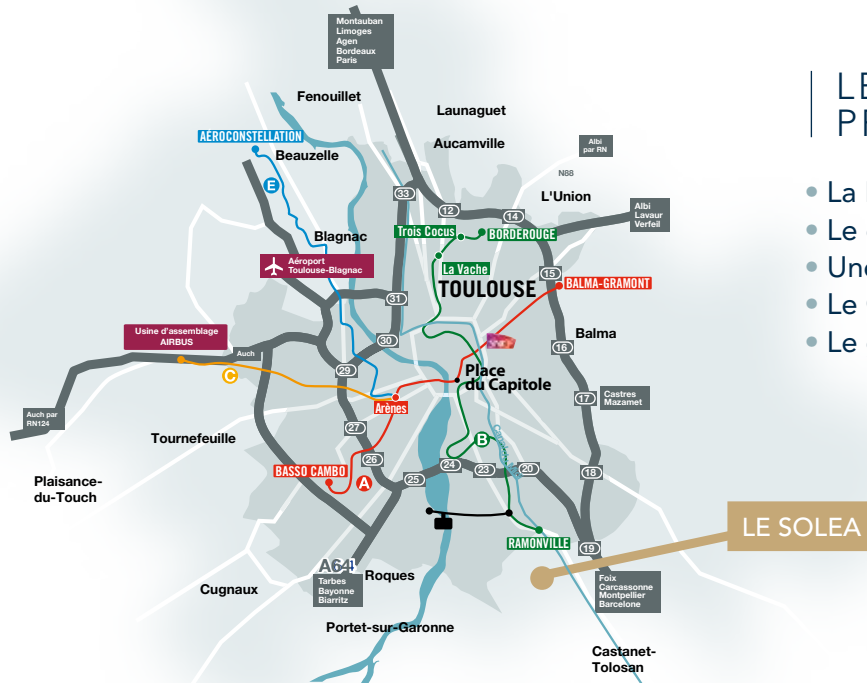 Montauban
Limoges
Agen
Bordeaux
Paris
Fenouillet
Launaguet
Aucamville
AÉROCONSTELLATION
Beauzelle
E
Albi
par RN
N88
L'Union
33
12
14
Albi
Lavaur
Verfeil
Trois Cocus
BORDEROUGE
Blagnac
Aéroport
Toulouse-Blagnac
La Vache
15
TOULOUSE
BALMA-GRAMONT
31
Usine d'assemblage
AIRBUS
30
Auch
16
Balma
29
C
Place
du Capitole
Arènes
17
Castres
Mazamet
Auch par
RN124
27
Tournefeuille
B
26
BASSO CAMBO
A
25
24
23
20
18
Plaisance-
du-Touch
RAMONVILLE
19
LE SOLEA
A64
Tarbes
Bayonne
Biarritz
Roques
Cugnaux
Foix
Carcassonne
Montpellier
Barcelone
Portet-sur-Garonne
Castanet-
Tolosan
La
Le
Une
Le
Le